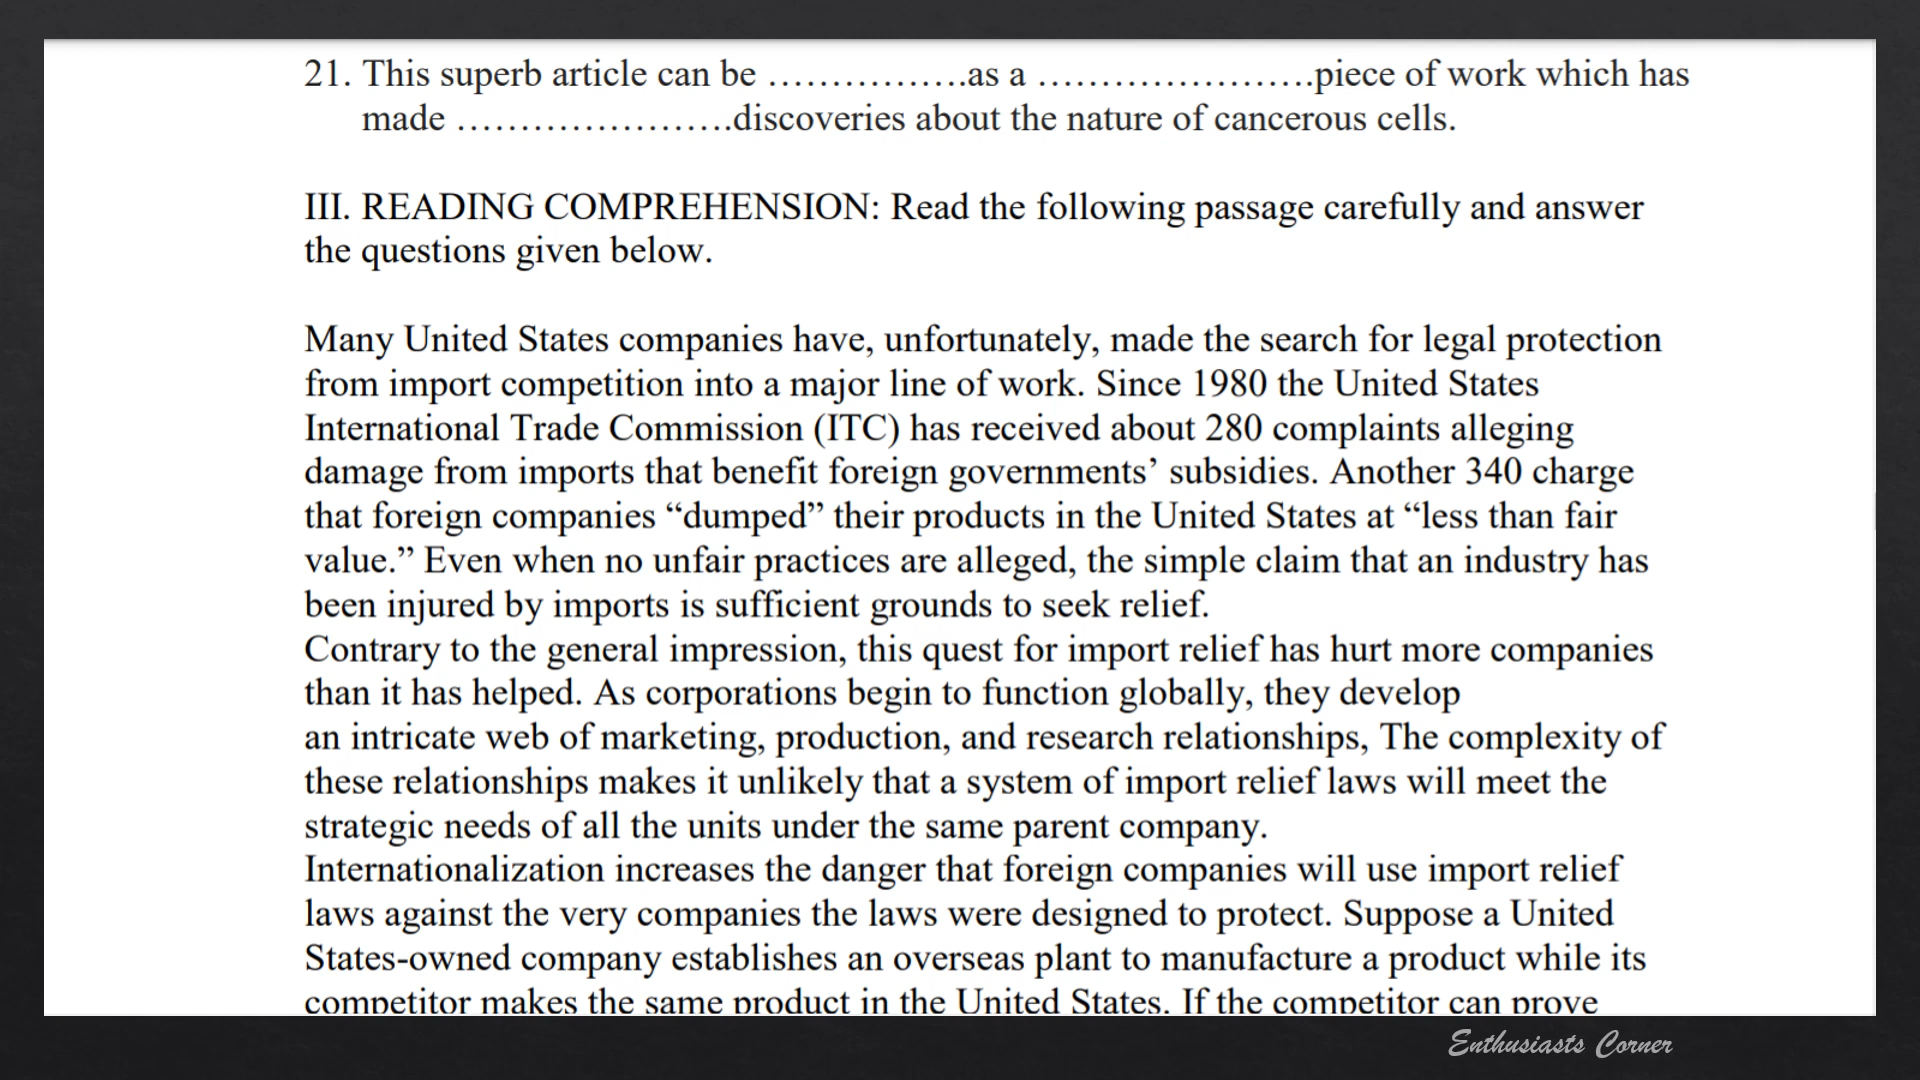 21. This superb article can be …………….as a ………………….piece of work which has
made ………………….discoveries about the nature of cancerous cells.
III. READING COMPREHENSION: Read the following passage carefully and answer
the questions given below.
Many United States companies have, unfortunately, made the search for legal protection
from import competition into a major line of work. Since 1980 the United States
International Trade Commission (ITC) has received about 280 complaints alleging
damage from imports that benefit foreign governments’ subsidies. Another 340 charge
that foreign companies “dumped” their products in the United States at “less than fair
value.” Even when no unfair practices are alleged, the simple claim that an industry has
been injured by imports is sufficient grounds to seek relief.
Contrary to the general impression, this quest for import relief has hurt more companies
than it has helped. As corporations begin to function globally, they develop
an intricate web of marketing, production, and research relationships, The complexity of
these relationships makes it unlikely that a system of import relief laws will meet the
strategic needs of all the units under the same parent company.
Internationalization increases the danger that foreign companies will use import relief
laws against the very companies the laws were designed to protect. Suppose a United
States-owned company establishes an overseas plant to manufacture a product while its
competitor makes the same product in the United States. If the competitor can prove
Enthusiasts Corner